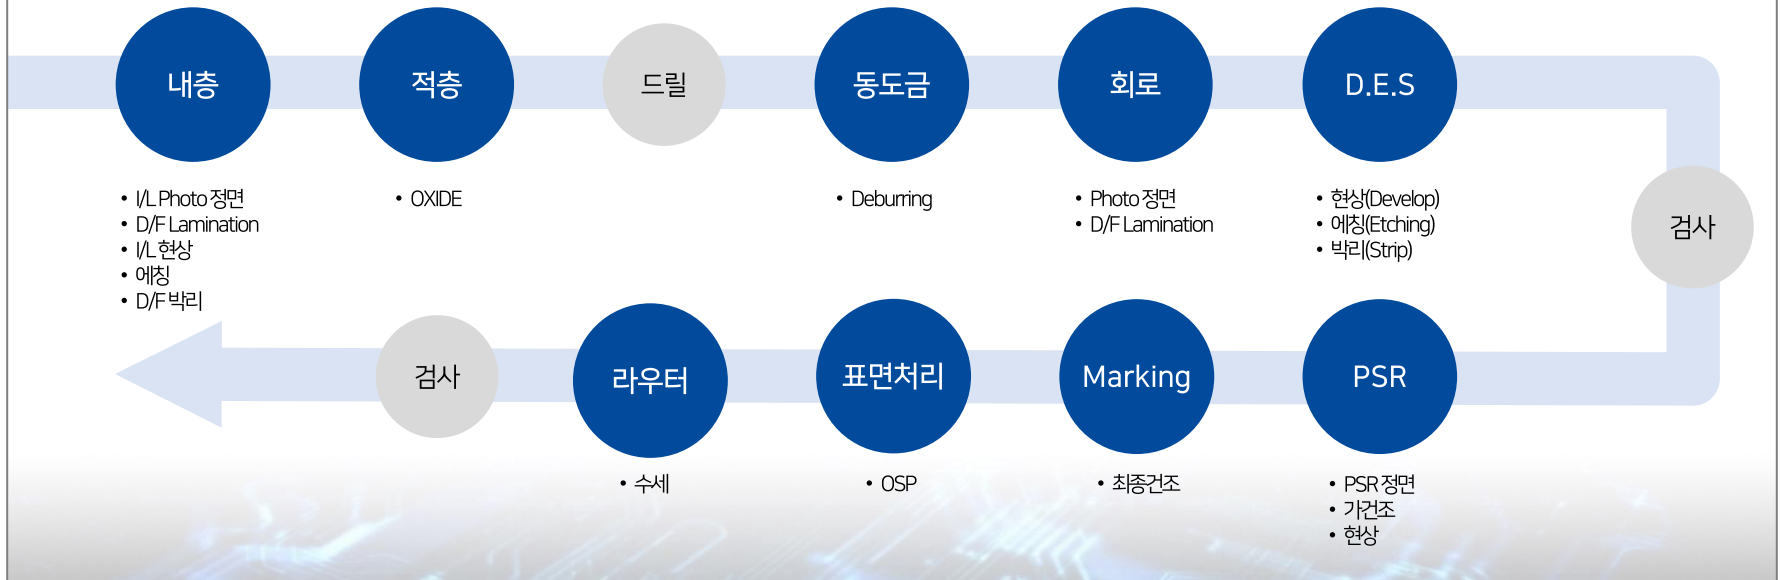 내층
적층
드릴
동도금
회로
D.E.S
• I/L Photo 정면
• D/F Lamination
• I/L 현상
• 에칭
• D/F 박리
• OXIDE
• Deburring
• Photo 정면
• D/F Lamination
• 현상(Develop)
• 에칭(Etching)
• 박리(Strip)
검사
PSR
Marking
표면처리
라우터
검사
• PSR 정면
• 가건조
• 현상
• 최종건조
• OSP
• 수세